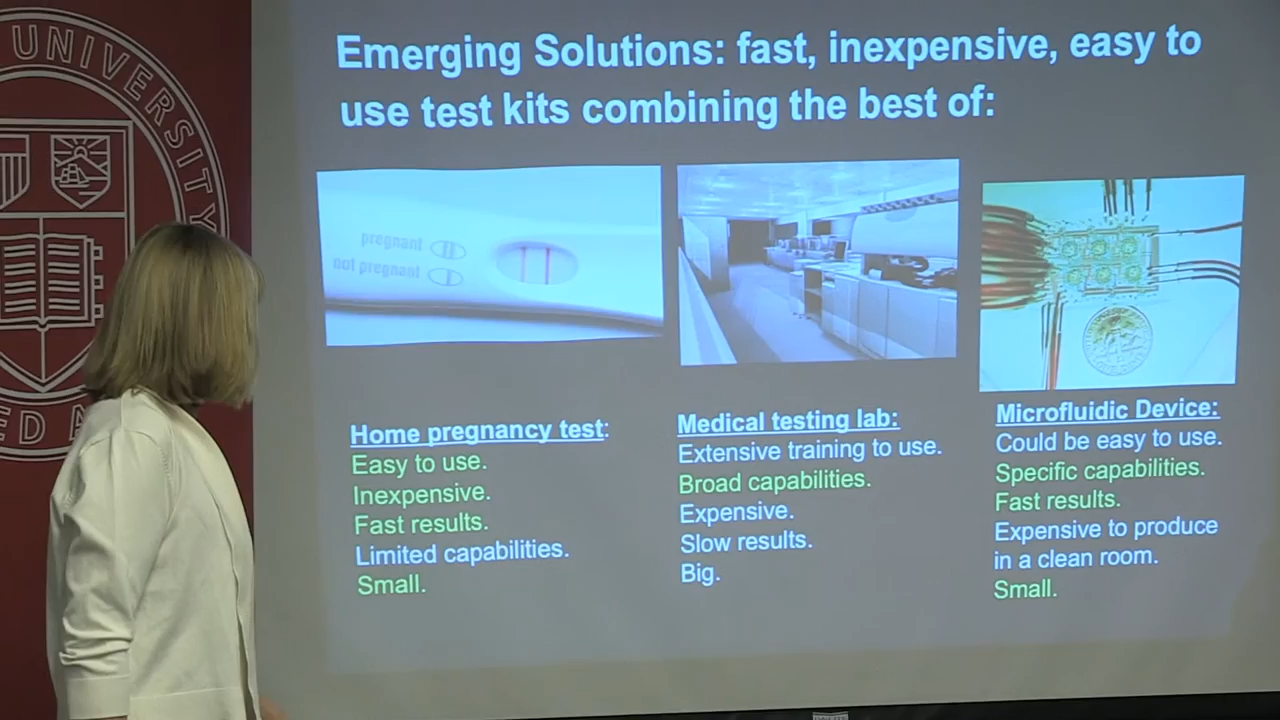 UNIVERSITY
ED A
Emerging Solutions: fast, inexpensive, easy to
use test kits combining the best of:
pregnant
not pregnant
Home pregnancy test:
Easy to use.
Inexpensive.
Fast results.
Limited capabilities.
Small.
Medical testing lab:
Extensive training to use.
Broad capabilities.
Expensive.
Slow results.
Big.
Microfluidic Device:
Could be easy to use.
Specific capabilities.
Fast results.
Expensive to produce
in a clean room.
Small.